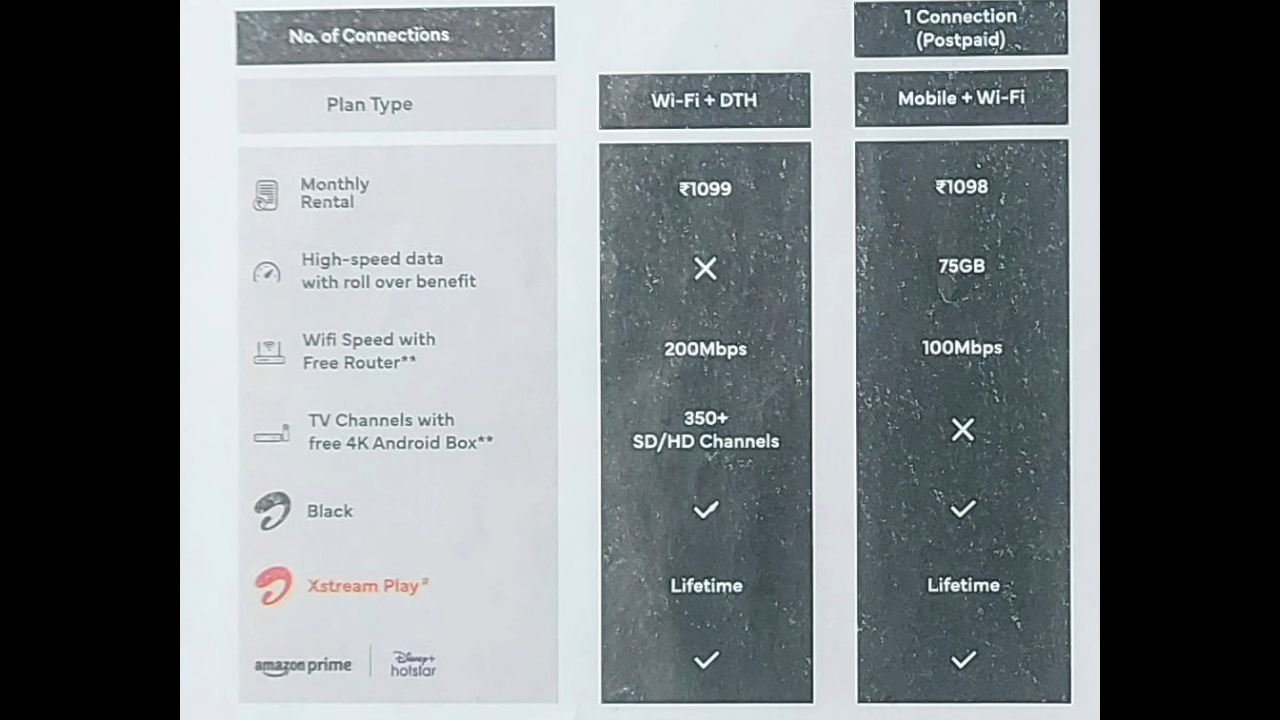 No. of Connections
1 Connection
(Postpaid)
Plan Type
Wi-Fi + DTH
Mobile + Wi-Fi
Monthly
Rental
₹1099
₹1098
High-speed data
with roll over benefit
75GB
Wifi Speed with
Free Router**
200Mbps
100Mbps
TV Channels with
free 4K Android Box**
350+
SD/HD Channels
Black
Xstream Play#
Lifetime
Lifetime
amazon prime
Disney+
hotstar